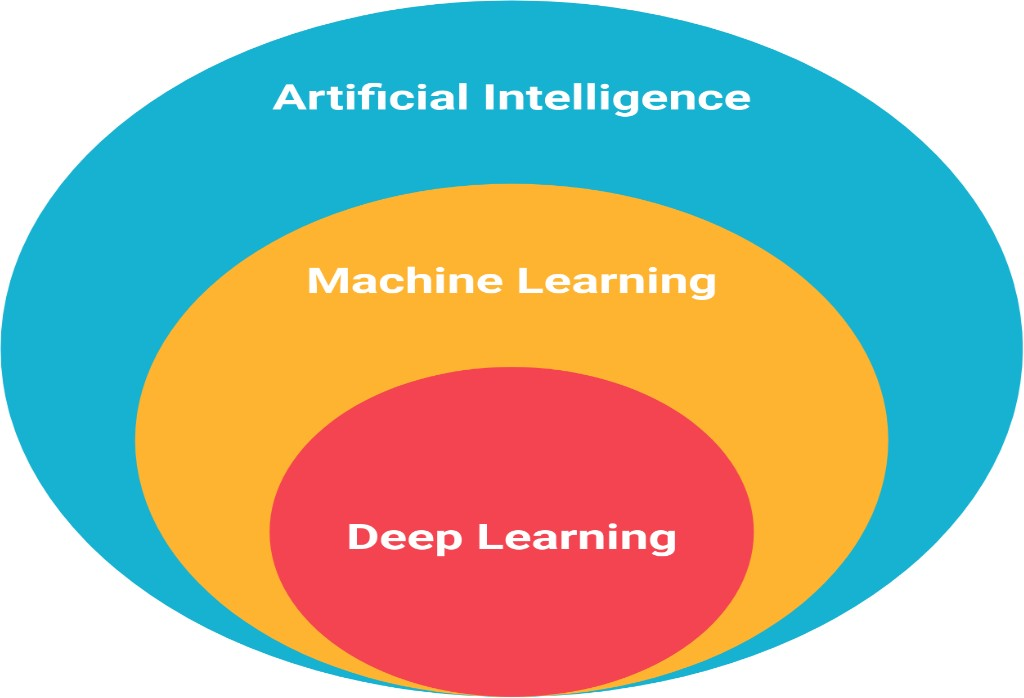 Artificial Intelligence
Machine Learning
Deep Learning